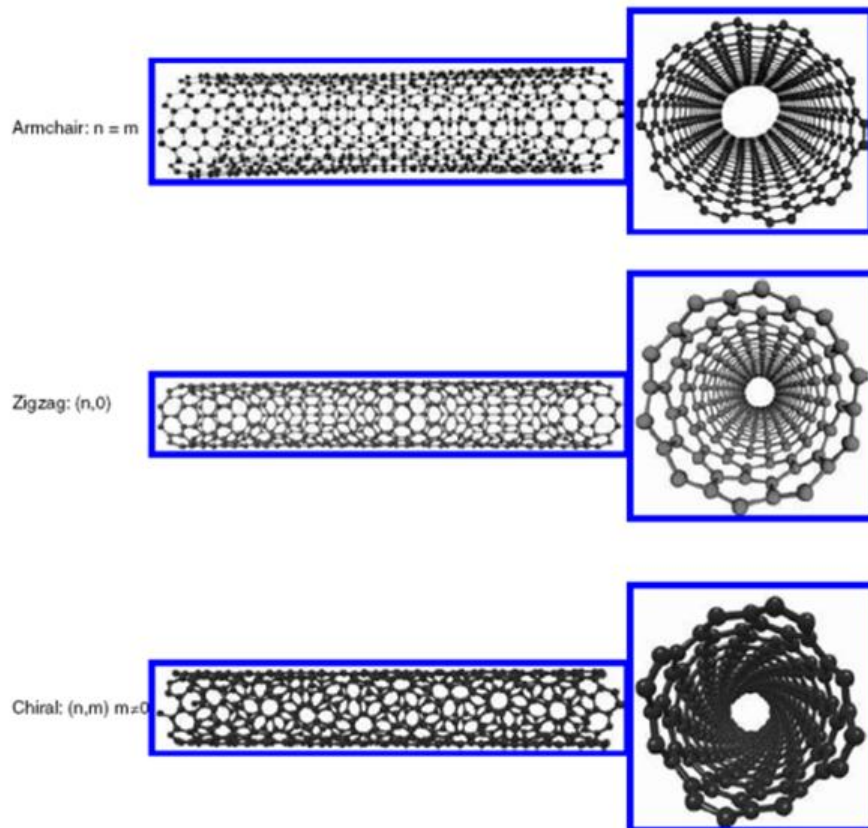 Armchair: n = m
Zigzag: (n,0)
Chiral: (n,m) m≠0